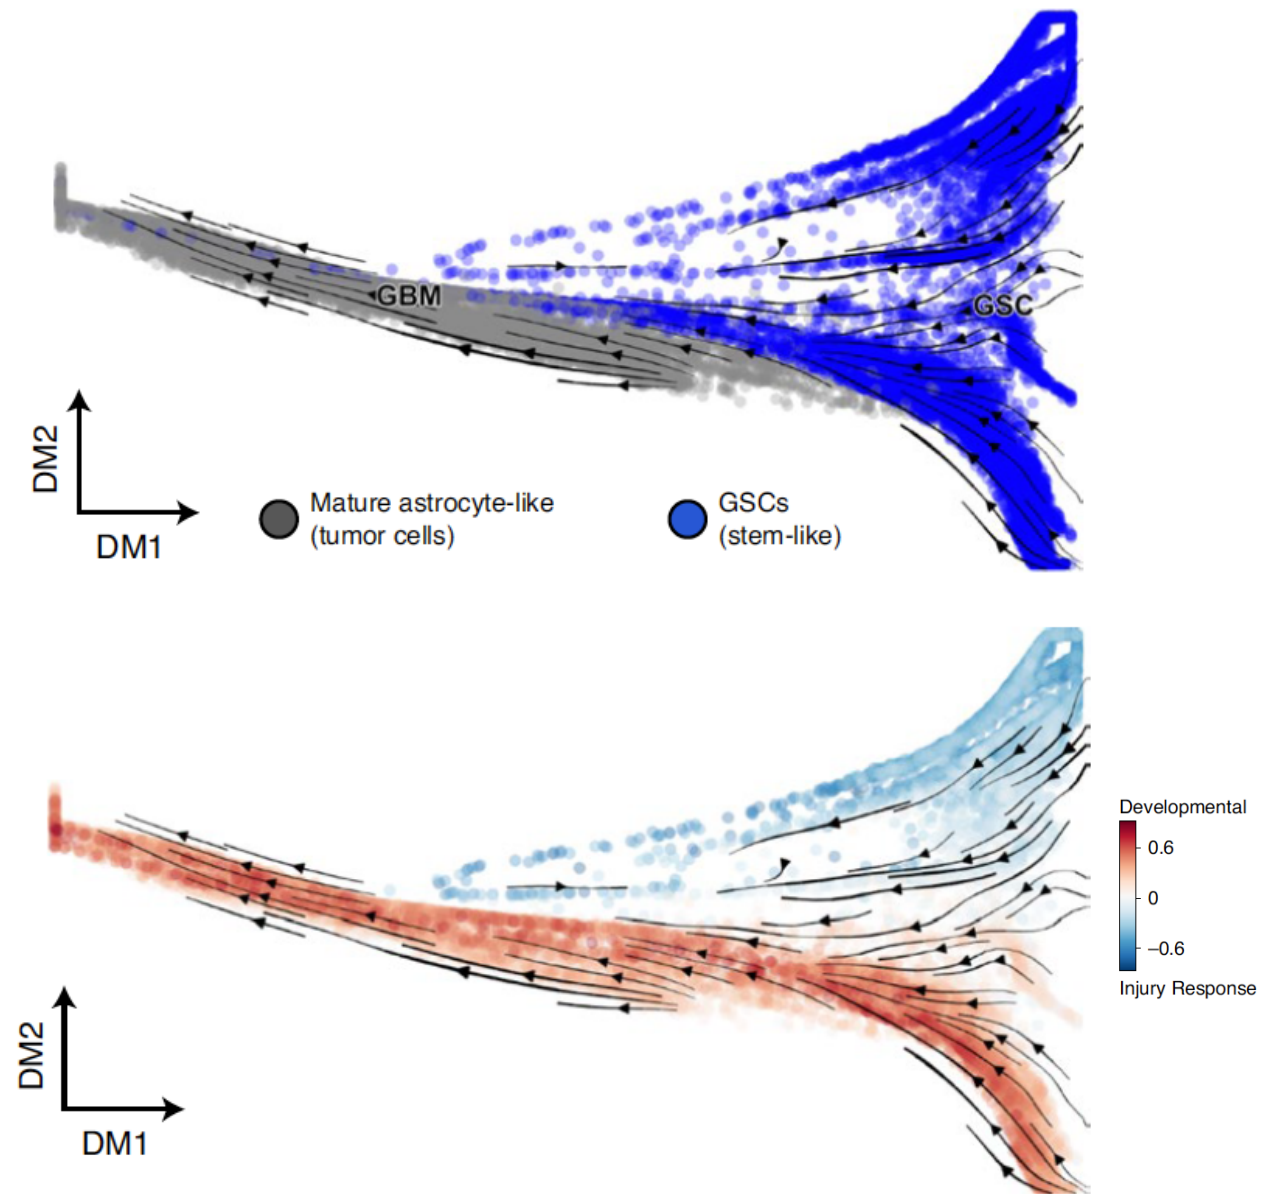 GBM
GSC
DM2
DM1
Mature astrocyte-like
(tumor cells)
GSCs
(stem-like)
Developmental
0.6
0
−0.6
Injury Response
DM2
DM1